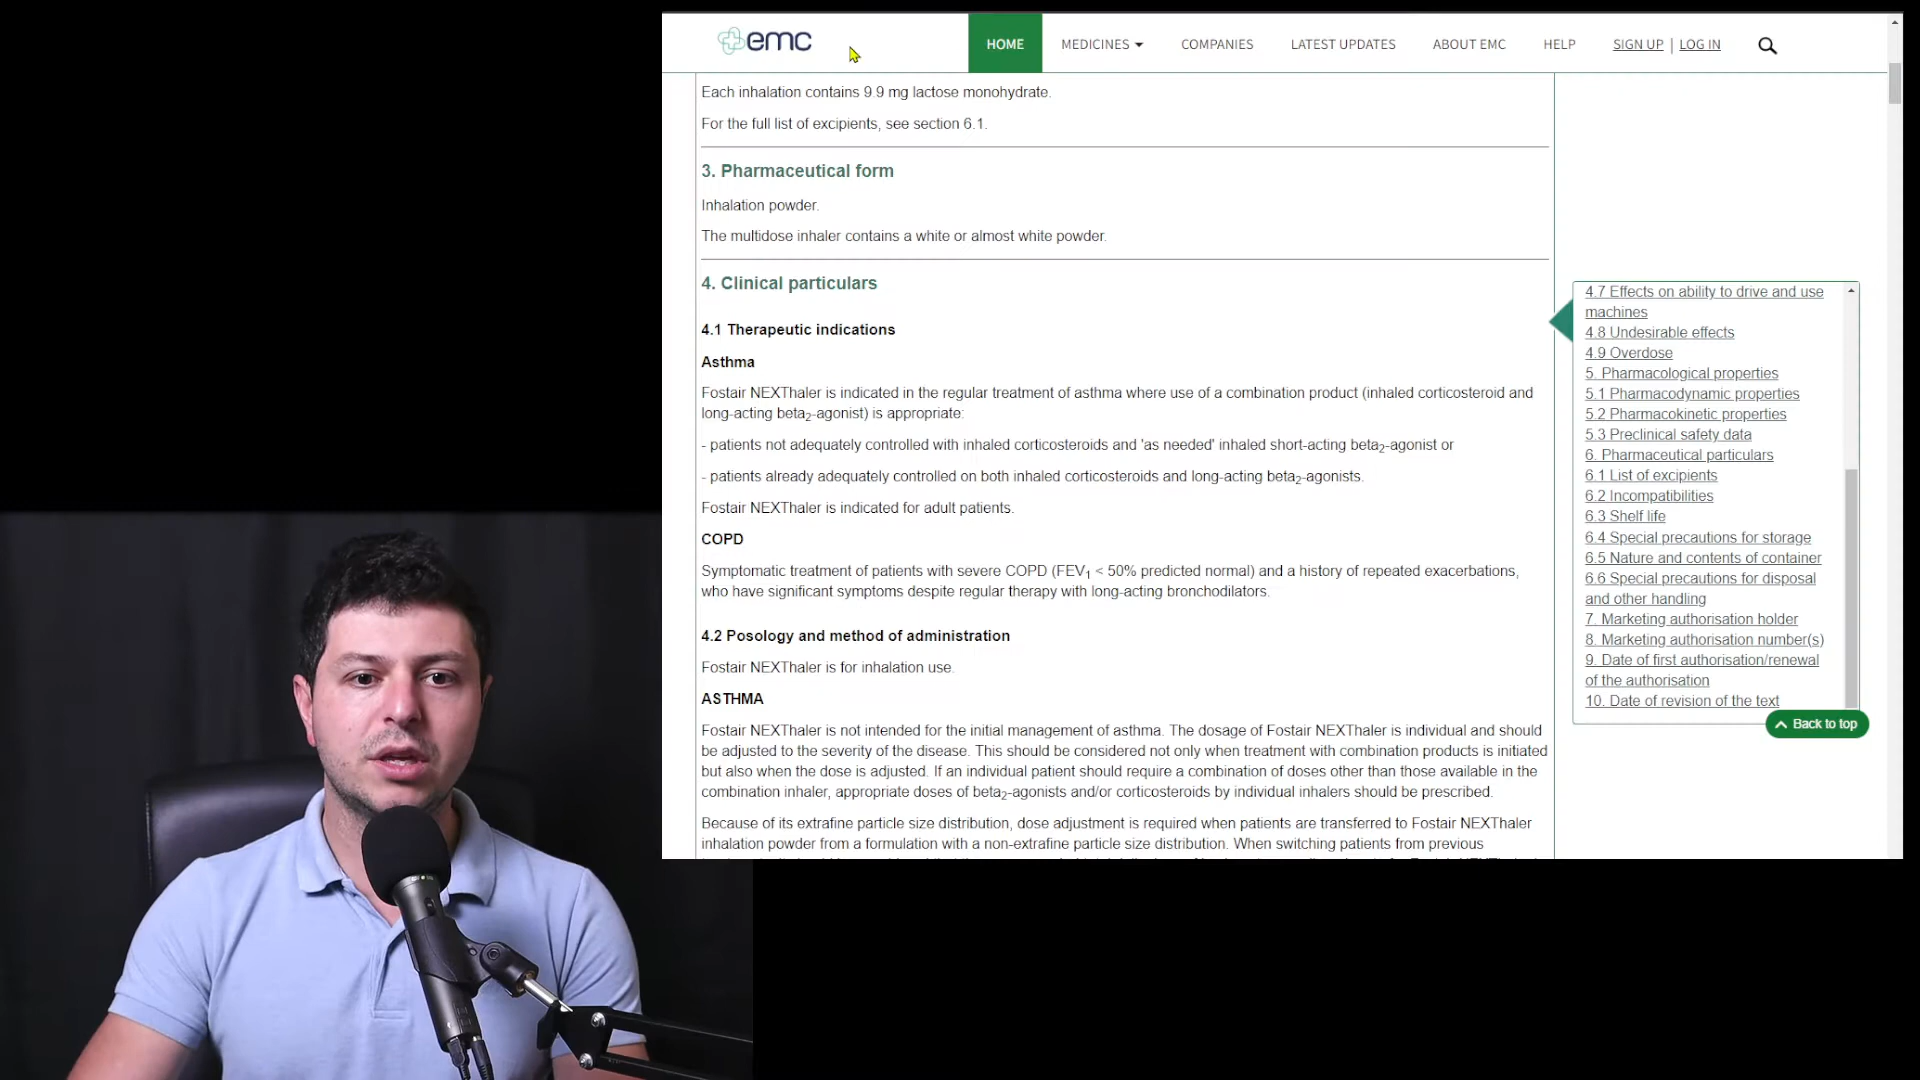 emc
HOME
MEDICINES
COMPANIES
LATEST UPDATES
ABOUT EMC
HELP
SIGN UP | LOG IN
Each inhalation contains 9.9 mg lactose monohydrate.
For the full list of excipients, see section 6.1.
3. Pharmaceutical form
Inhalation powder.
The multidose inhaler contains a white or almost white powder.
4. Clinical particulars
4.1 Therapeutic indications
Asthma
Fostair NEXThaler is indicated in the regular treatment of asthma where use of a combination product (inhaled corticosteroid and
long-acting beta2-agonist) is appropriate:
- patients not adequately controlled with inhaled corticosteroids and 'as needed' inhaled short-acting beta2-agonist or
- patients already adequately controlled on both inhaled corticosteroids and long-acting beta2-agonists.
Fostair NEXThaler is indicated for adult patients.
COPD
Symptomatic treatment of patients with severe COPD (FEV1 < 50% predicted normal) and a history of repeated exacerbations,
who have significant symptoms despite regular therapy with long-acting bronchodilators.
4.2 Posology and method of administration
Fostair NEXThaler is for inhalation use.
ASTHMA
Fostair NEXThaler is not intended for the initial management of asthma. The dosage of Fostair NEXThaler is individual and should
be adjusted to the severity of the disease. This should be considered not only when treatment with combination products is initiated
but also when the dose is adjusted. If an individual patient should require a combination of doses other than those available in the
combination inhaler, appropriate doses of beta2-agonists and/or corticosteroids by individual inhalers should be prescribed.
Because of its extrafine particle size distribution, dose adjustment is required when patients are transferred to Fostair NEXThaler
inhalation powder from a formulation with a non-extrafine particle size distribution. When switching patients from previous
4.7 Effects on ability to drive and use
machines
4.8 Undesirable effects
4.9 Overdose
5. Pharmacological properties
5.1 Pharmacodynamic properties
5.2 Pharmacokinetic properties
5.3 Preclinical safety data
6. Pharmaceutical particulars
6.1 List of excipients
6.2 Incompatibilities
6.3 Shelf life
6.4 Special precautions for storage
6.5 Nature and contents of container
6.6 Special precautions for disposal
and other handling
7. Marketing authorisation holder
8. Marketing authorisation number(s)
9. Date of first authorisation/renewal
of the authorisation
10. Date of revision of the text
Back to top